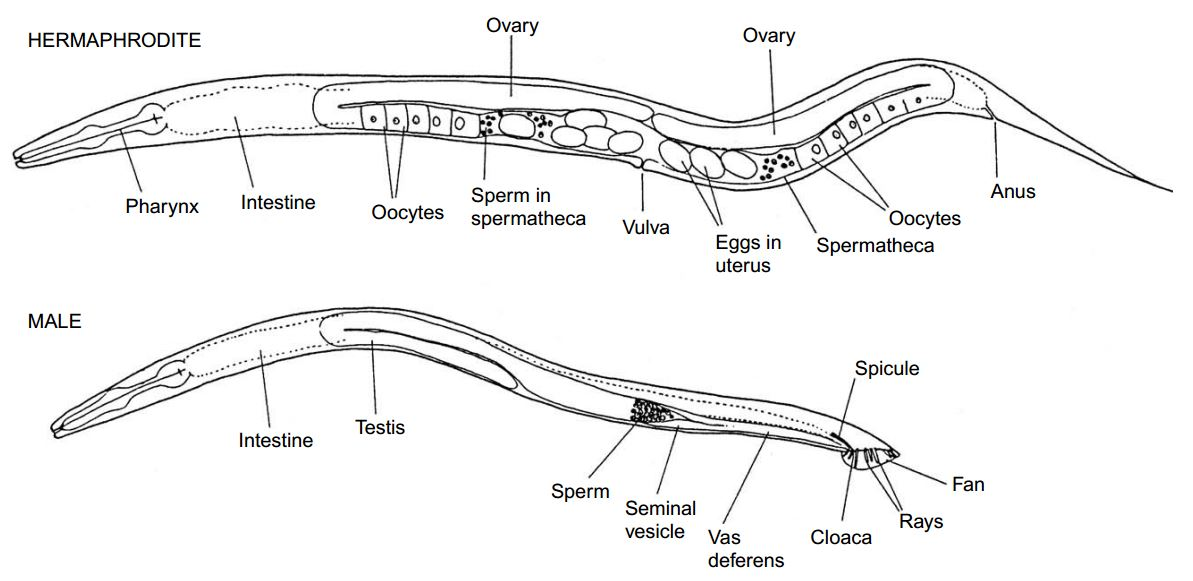 HERMAPHRODITE
Ovary
Ovary
Pharynx
Intestine
Oocytes
Sperm in
spermatheca
Vulva
Eggs in
uterus
Spermatheca
Oocytes
Anus
MALE
Intestine
Testis
Sperm
Seminal
vesicle
Vas
deferens
Cloaca
Rays
Fan
Spicule